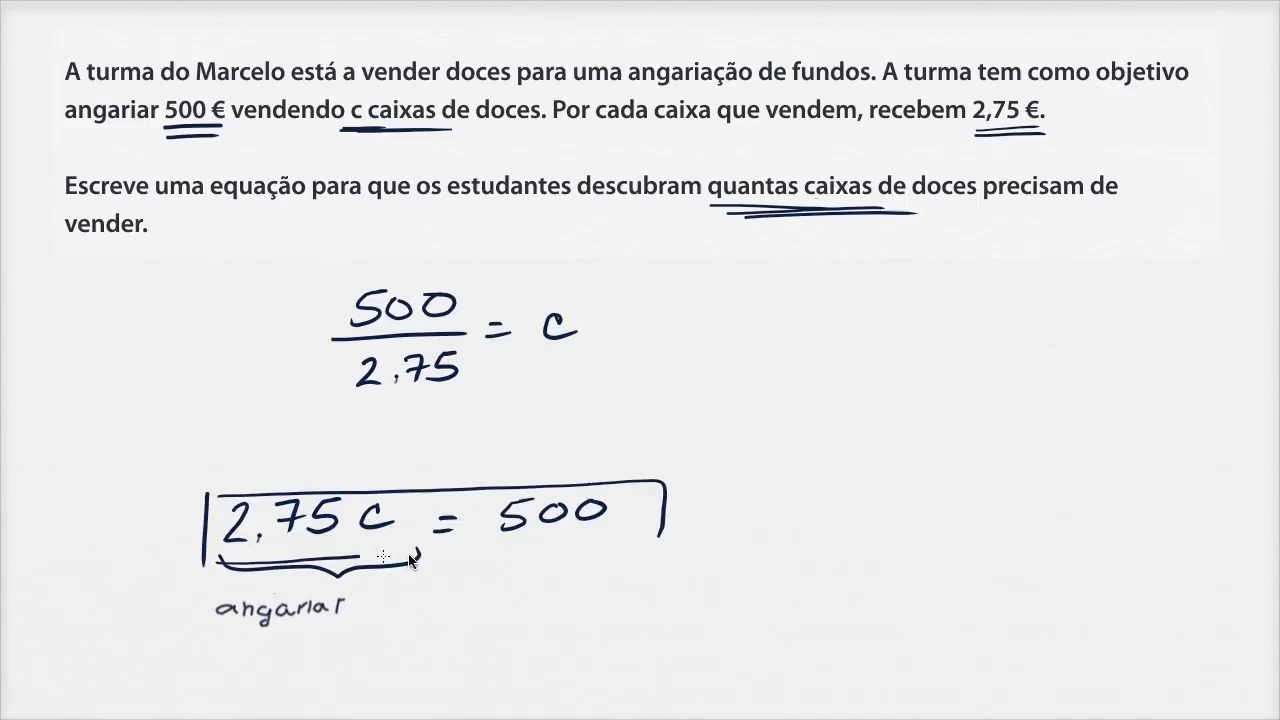 A turma do Marcelo está a vender doces para uma angariação de fundos. A turma tem como objetivo
angariar 500 € vendendo c caixas de doces. Por cada caixa que vendem, recebem 2,75 €.
Escreve uma equação para que os estudantes descubram quantas caixas de doces precisam de
vender.
500
2.75
= c
2.75 c = 500
angariar